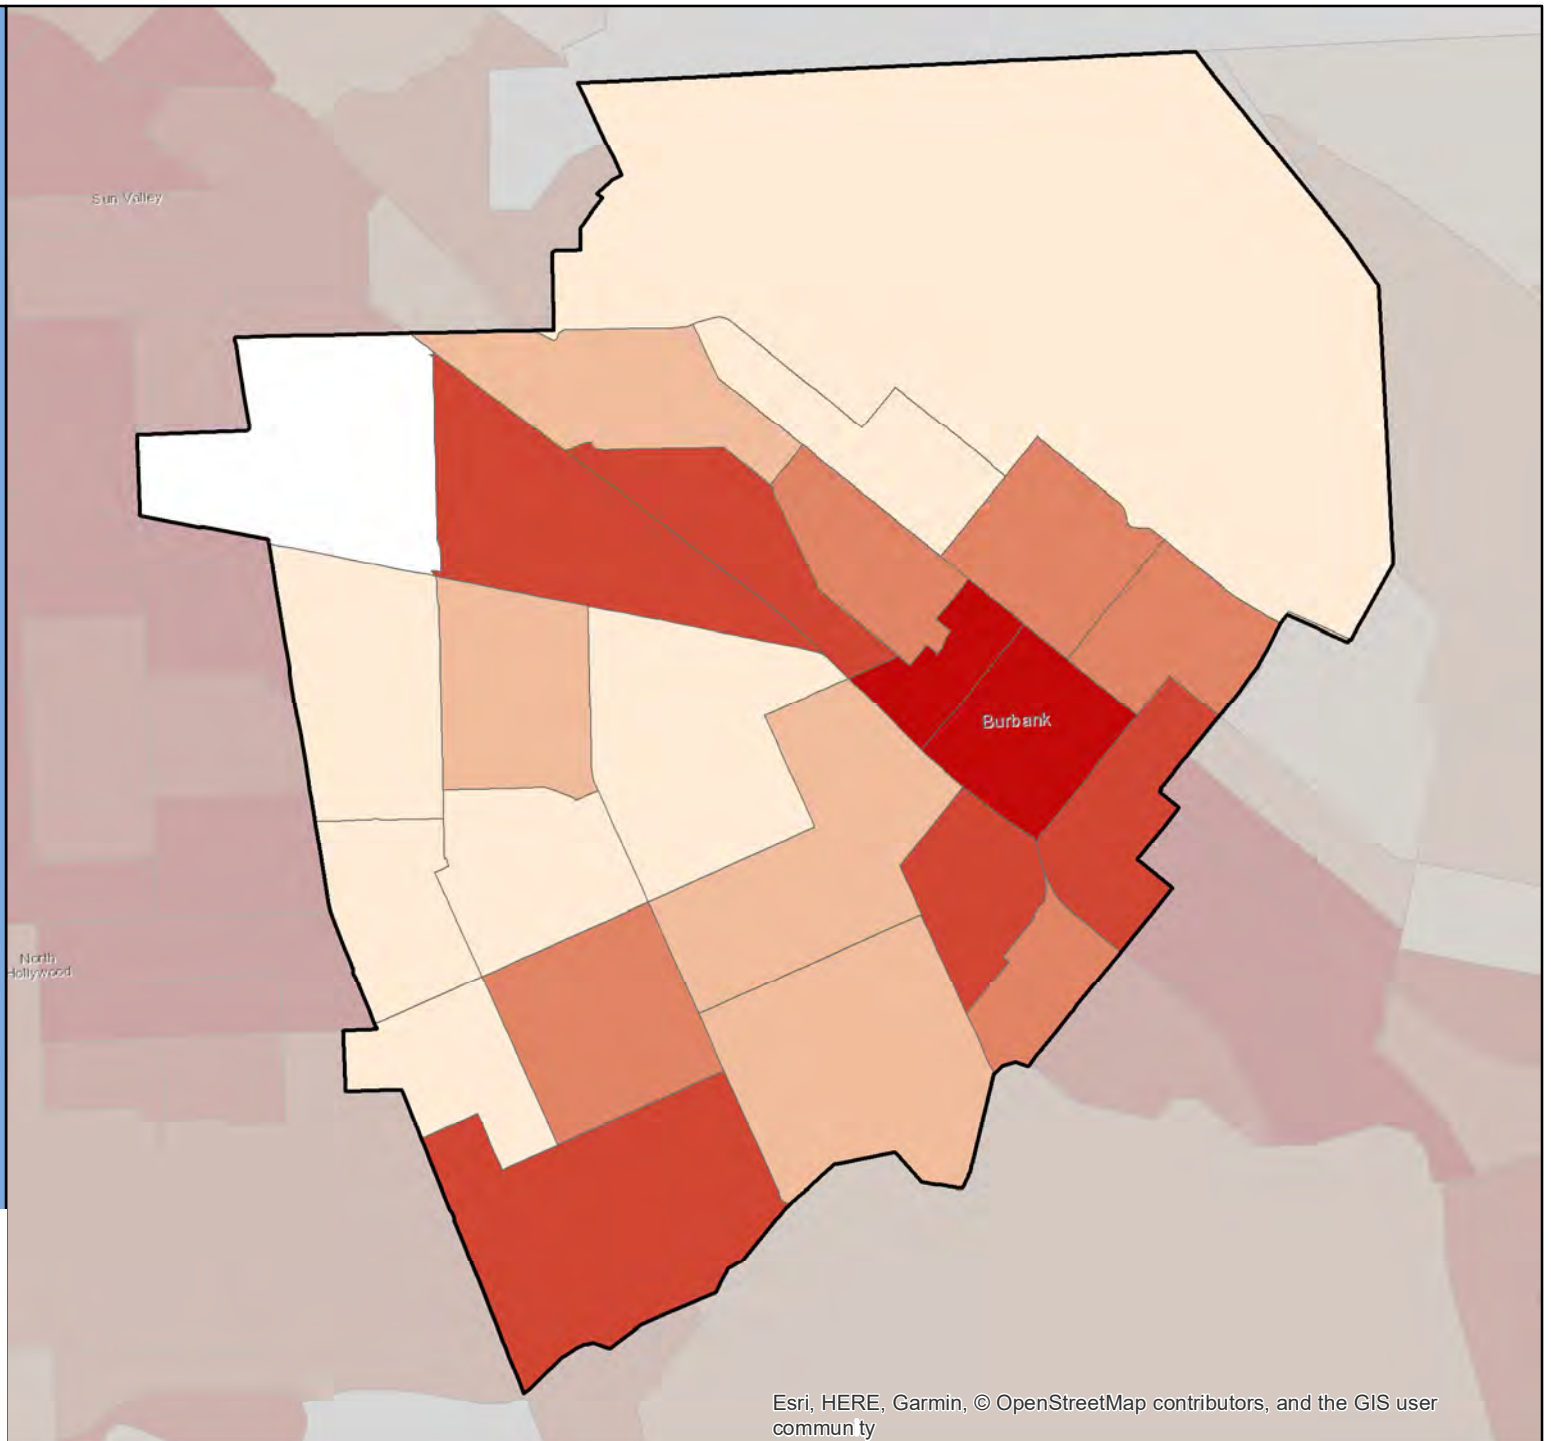 Sun Valley
Burbank
North
Hollywood
Esri, HERE, Garmin, © OpenStreetMap contributors, and the GIS user
commun ty